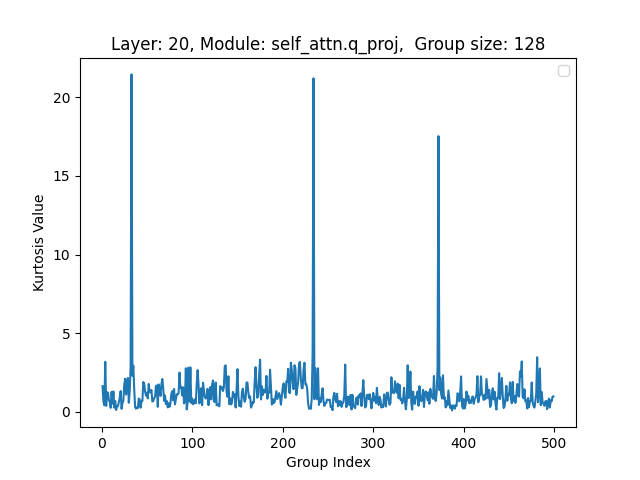 Layer: 20, Module: self_attn.q_proj,  Group size: 128
Kurtosis Value
20
15
10
5
0
0 100 200 300 400 500
Group Index